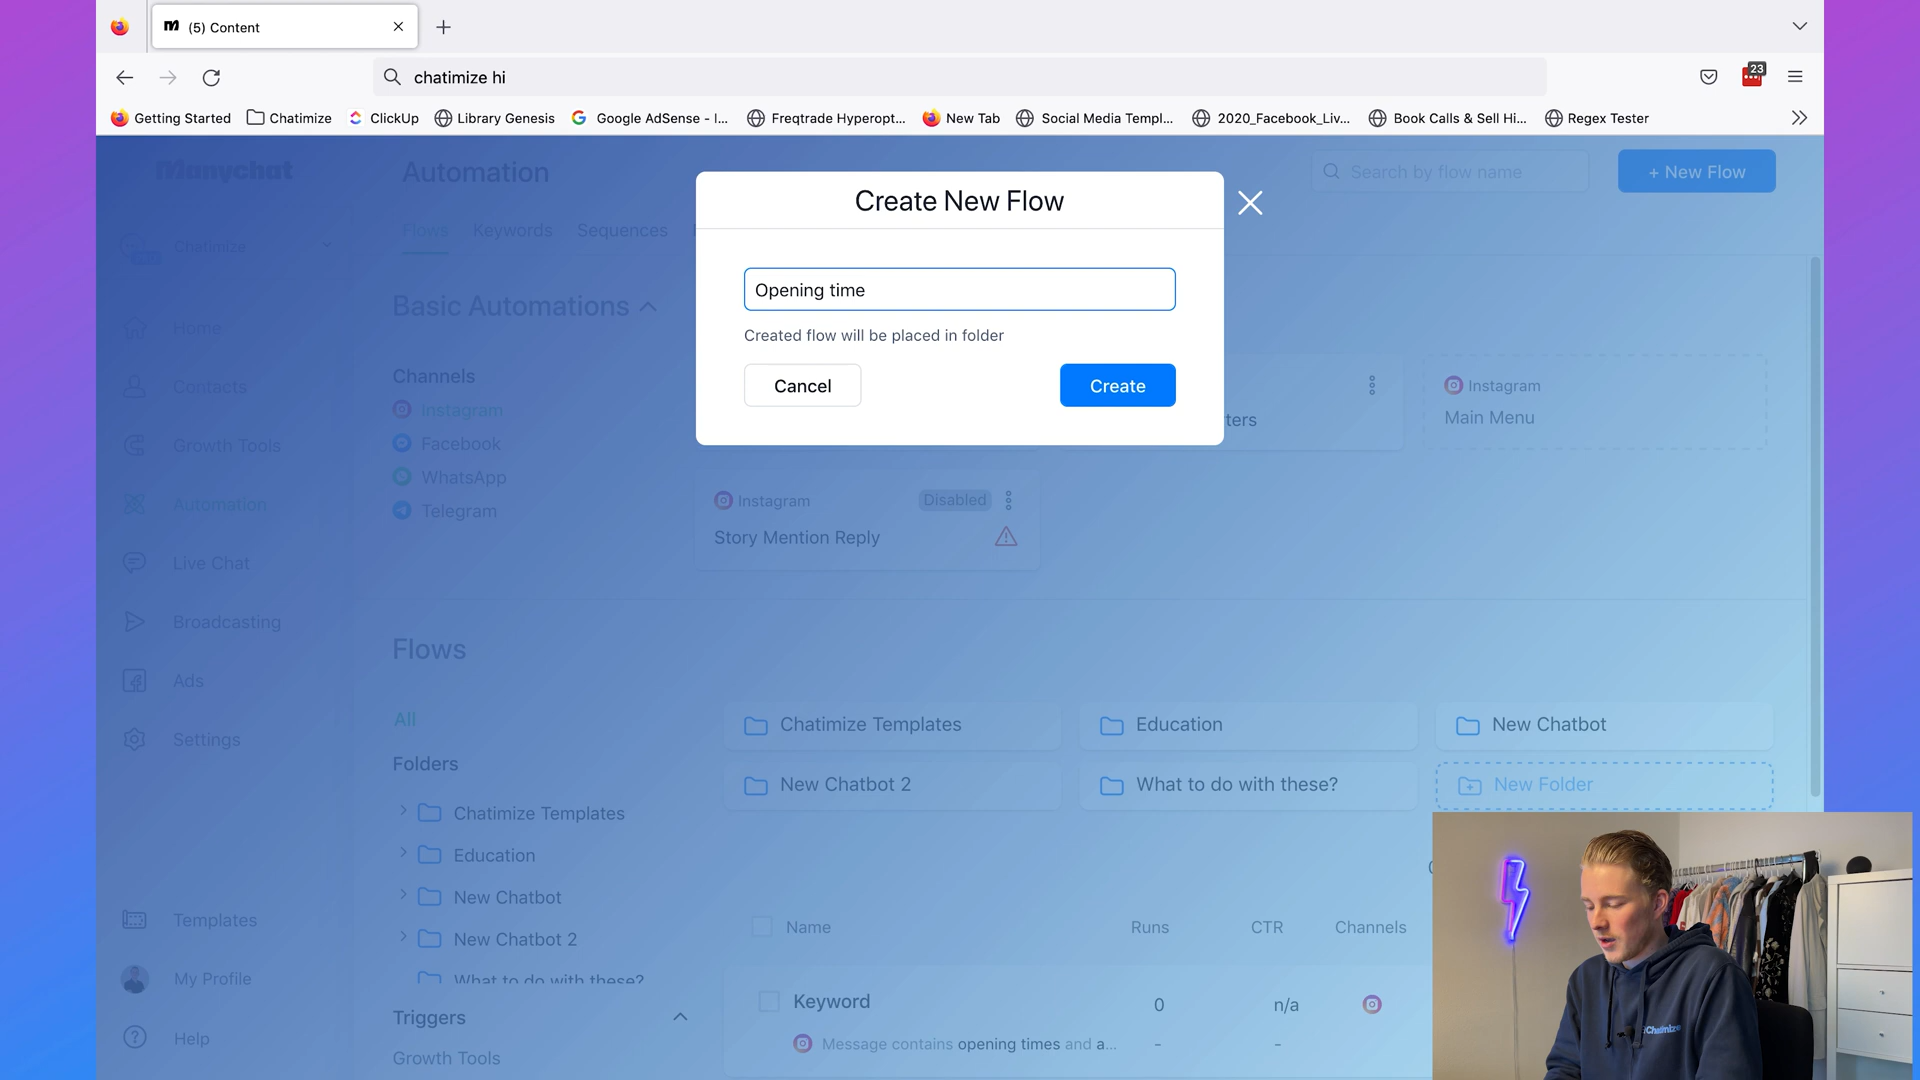 (5) Content
chatimize hi
23
Getting Started
Chatimize
ClickUp
Library Genesis
Google AdSense - I...
Freqtrade Hyperopt...
New Tab
Social Media Templ...
2020_Facebook_Liv...
Book Calls & Sell Hi...
Regex Tester
Manychat
Automation
Search by flow name
+ New Flow
Create New Flow
Flows
Keywords
Sequences
Chatimize
Opening time
Created flow will be placed in folder
Cancel
Create
Basic Automations
Home
Contacts
Growth Tools
Automation
Live Chat
Broadcasting
Ads
Settings
Templates
My Profile
Help
Channels
Instagram
Facebook
WhatsApp
Telegram
ters
Instagram
Main Menu
Instagram
Disabled
Story Mention Reply
Flows
All
Folders
Chatimize Templates
Education
New Chatbot
New Chatbot 2
What to do with these?
Triggers
Growth Tools
Chatimize Templates
Education
New Chatbot
New Chatbot 2
What to do with these?
New Folder
Name
Runs
CTR
Channels
Keyword
0
n/a
Message contains opening times and a...
-
-
Chatimize